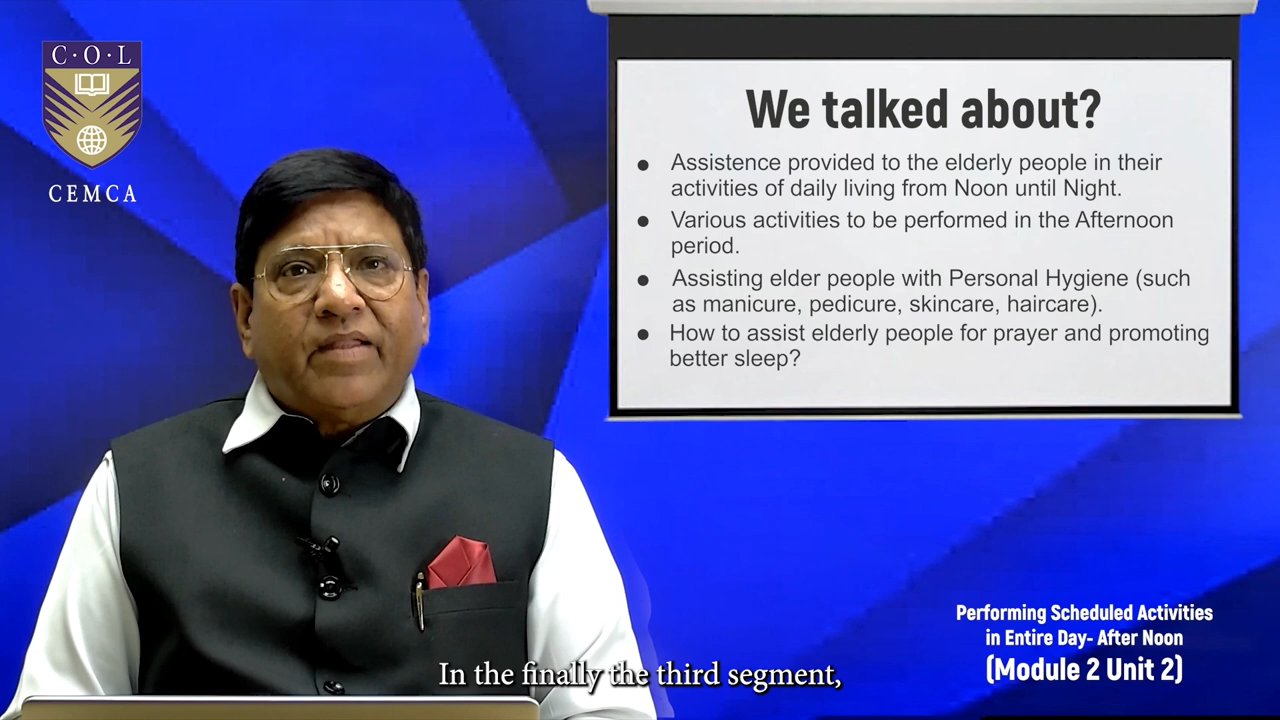 C·O·L
CEMCA
We talked about?
● Assistence provided to the elderly people in their
activities of daily living from Noon until Night.
● Various activities to be performed in the Afternoon
period.
● Assisting elder people with Personal Hygiene (such
as manicure, pedicure, skincare, haircare).
● How to assist elderly people for prayer and promoting
better sleep?
Performing Scheduled Activities
in Entire Day- After Noon
(Module 2 Unit 2)
In the finally the third segment,